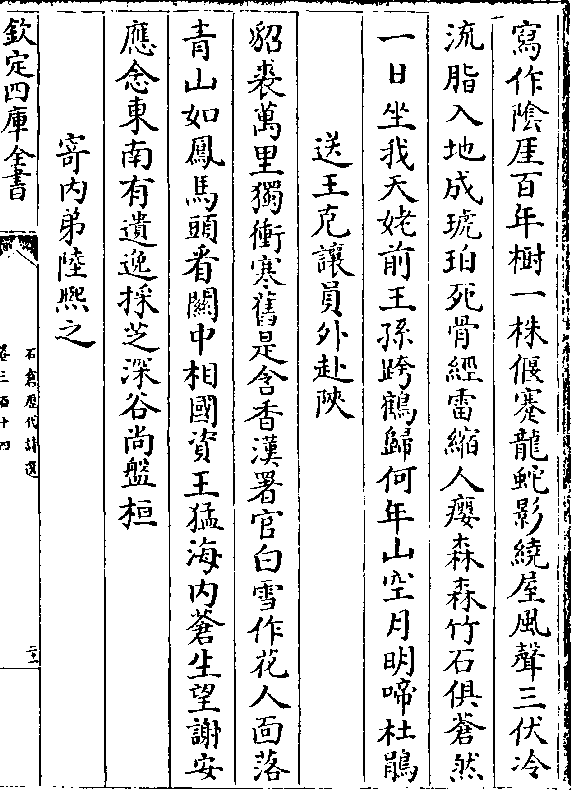 寫作陰厓百年樹一株偃蹇龍蛇影繞屋風聲三伏冷
流脂入地成琥珀死骨經雷縮人癭森森竹石俱蒼然
一日坐我天姥前王孫跨鶴歸何年山空月明啼杜鵑
送王克讓員外赴陜
貂裘萬里獨衝寒舊是含香漢署官白雪作花人面落
青山如鳳馬頭看關中相國資王猛海内蒼生望謝安
應念東南有遺逸採芝深谷尚盤桓
寄内弟陸熙之
欽定四庫全書
石倉歷代詩選
卷三百十四